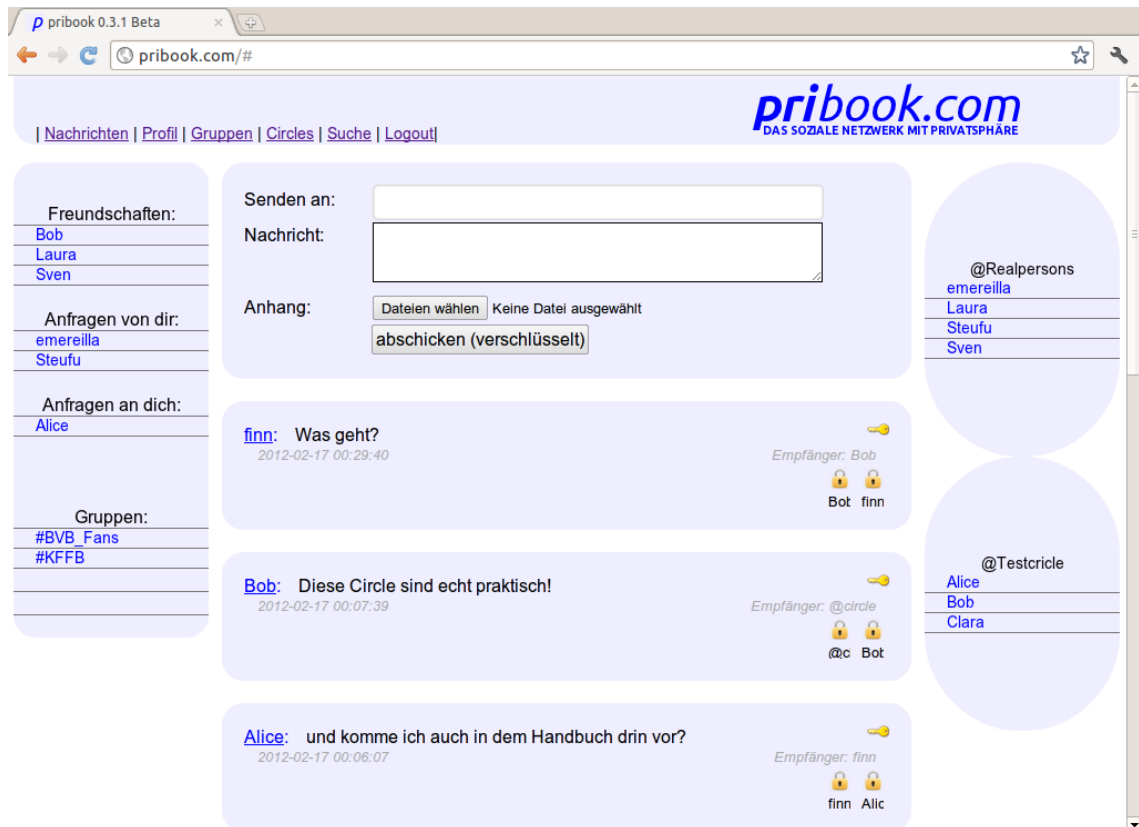 pribook 0.3.1 Beta
pribook.com/#
pribook.com
DAS SOZIALE NETZWERK MIT PRIVATSPHÄRE
| Nachrichten | Profil | Gruppen | Circles | Suche | Logout|
Freundschaften:
Bob
Laura
Sven
Anfragen von dir:
emereilla
Steufu
Anfragen an dich:
Alice
Gruppen:
#BVB_Fans
#KFFB
Senden an:
Nachricht:
Anhang: Dateien wählen Keine Datei ausgewählt
abschicken (verschlüsselt)
finn: Was geht?
2012-02-17 00:29:40 Empfänger: Bob
Bob finn
Bob: Diese Circle sind echt praktisch!
2012-02-17 00:07:39 Empfänger: @circle
@c Bob
Alice: und komme ich auch in dem Handbuch drin vor?
2012-02-17 00:06:07 Empfänger: finn
finn Alic
@Realpersons
emereilla
Laura
Steufu
Sven
@Testcricle
Alice
Bob
Clara